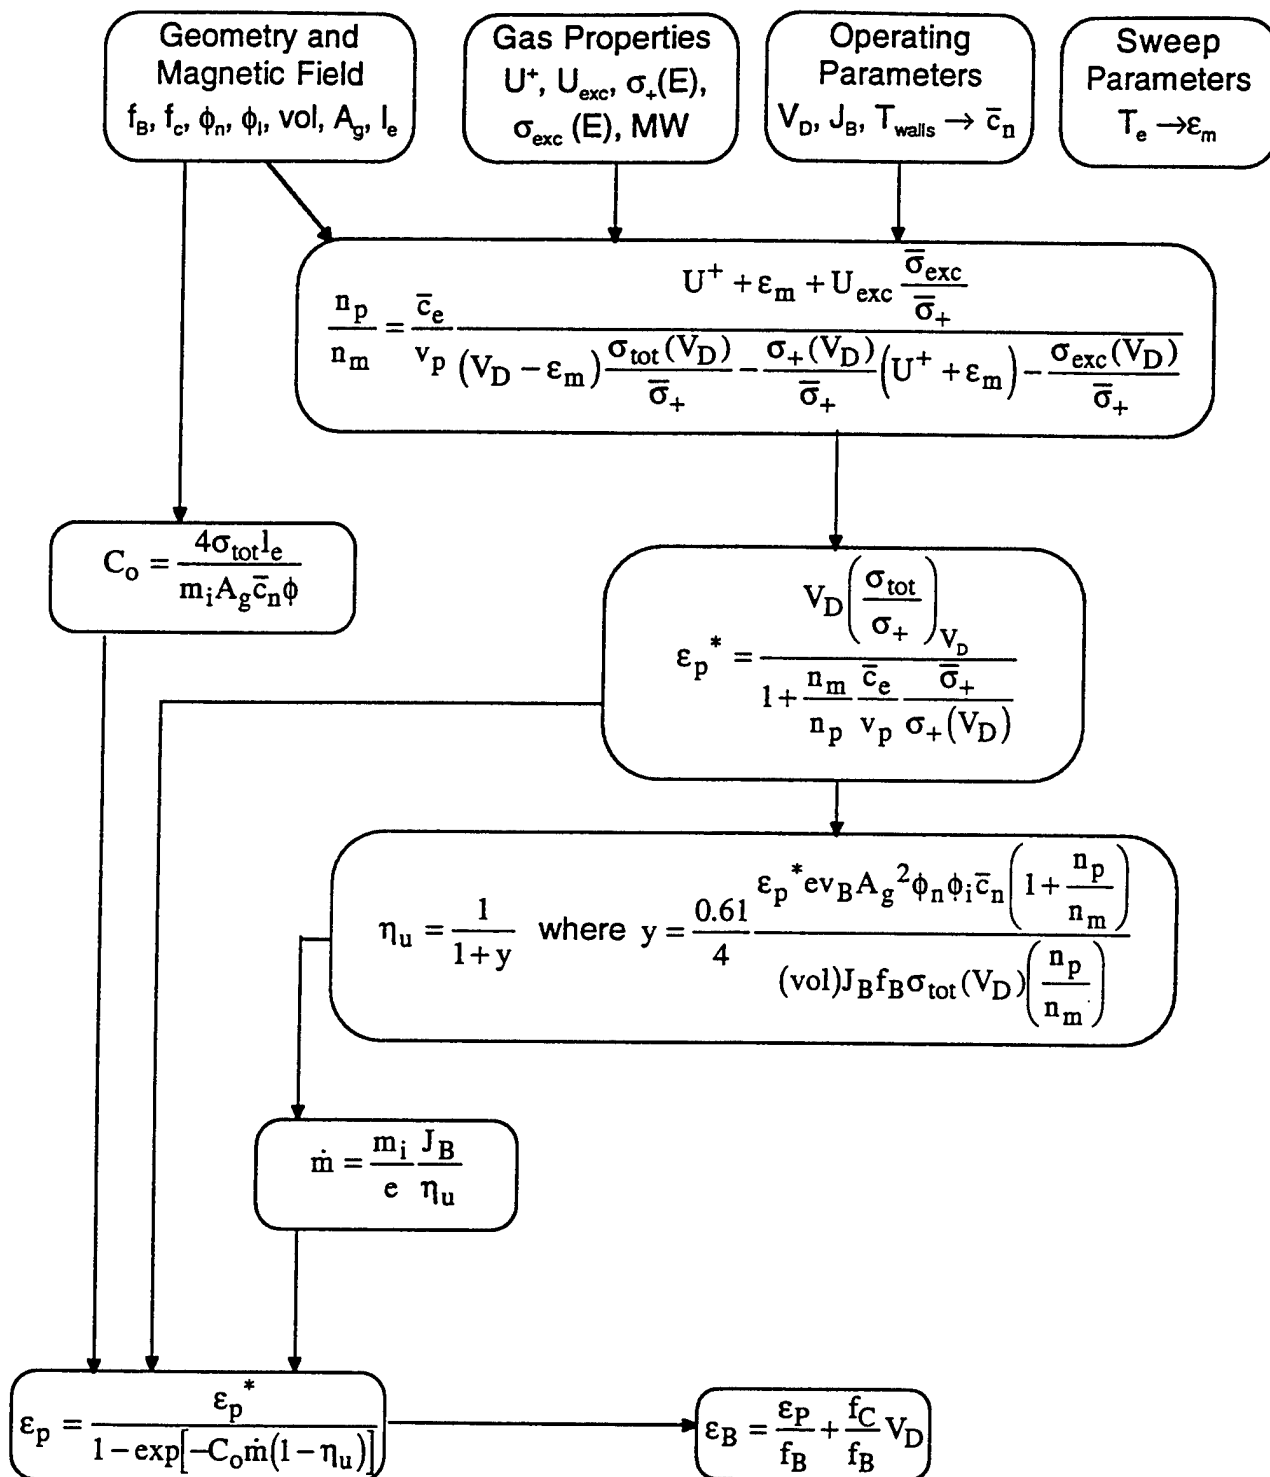 Geometry and
Magnetic Field
f_B, f_c, ϕ_n, ϕ_i, vol, A_g, l_e
Gas Properties
U⁺, U_exc, σ₊(E),
σ_exc (E), MW
Operating
Parameters
V_D, J_B, T_walls → c̄_n
Sweep
Parameters
T_e → ε_m
n_p/n_m = (c̄_e/v_p) (U⁺ + ε_m + U_exc (σ̄_exc/σ̄₊)) / ((V_D − ε_m) (σ_tot(V_D)/σ̄₊) − (σ₊(V_D)/σ̄₊)(U⁺ + ε_m) − σ_exc(V_D)/σ̄₊)
C_o = 4σ_tot l_e / (m_i A_g c̄_n ϕ)
ε_p* = V_D (σ_tot/σ₊)_V_D / (1 + (n_m/n_p) (c̄_e/v_p) (σ̄₊/σ₊(V_D)))
η_u = 1/(1 + y) where y = (0.61/4) (ε_p* e v_B A_g² ϕ_n ϕ_i c̄_n (1 + n_p/n_m)) / ((vol) J_B f_B σ_tot(V_D) (n_p/n_m))
ṁ = (m_i/e) (J_B/η_u)
ε_p = ε_p* / (1 − exp[−C_o ṁ(1 − η_u)])
ε_B = ε_P/f_B + (f_C/f_B) V_D